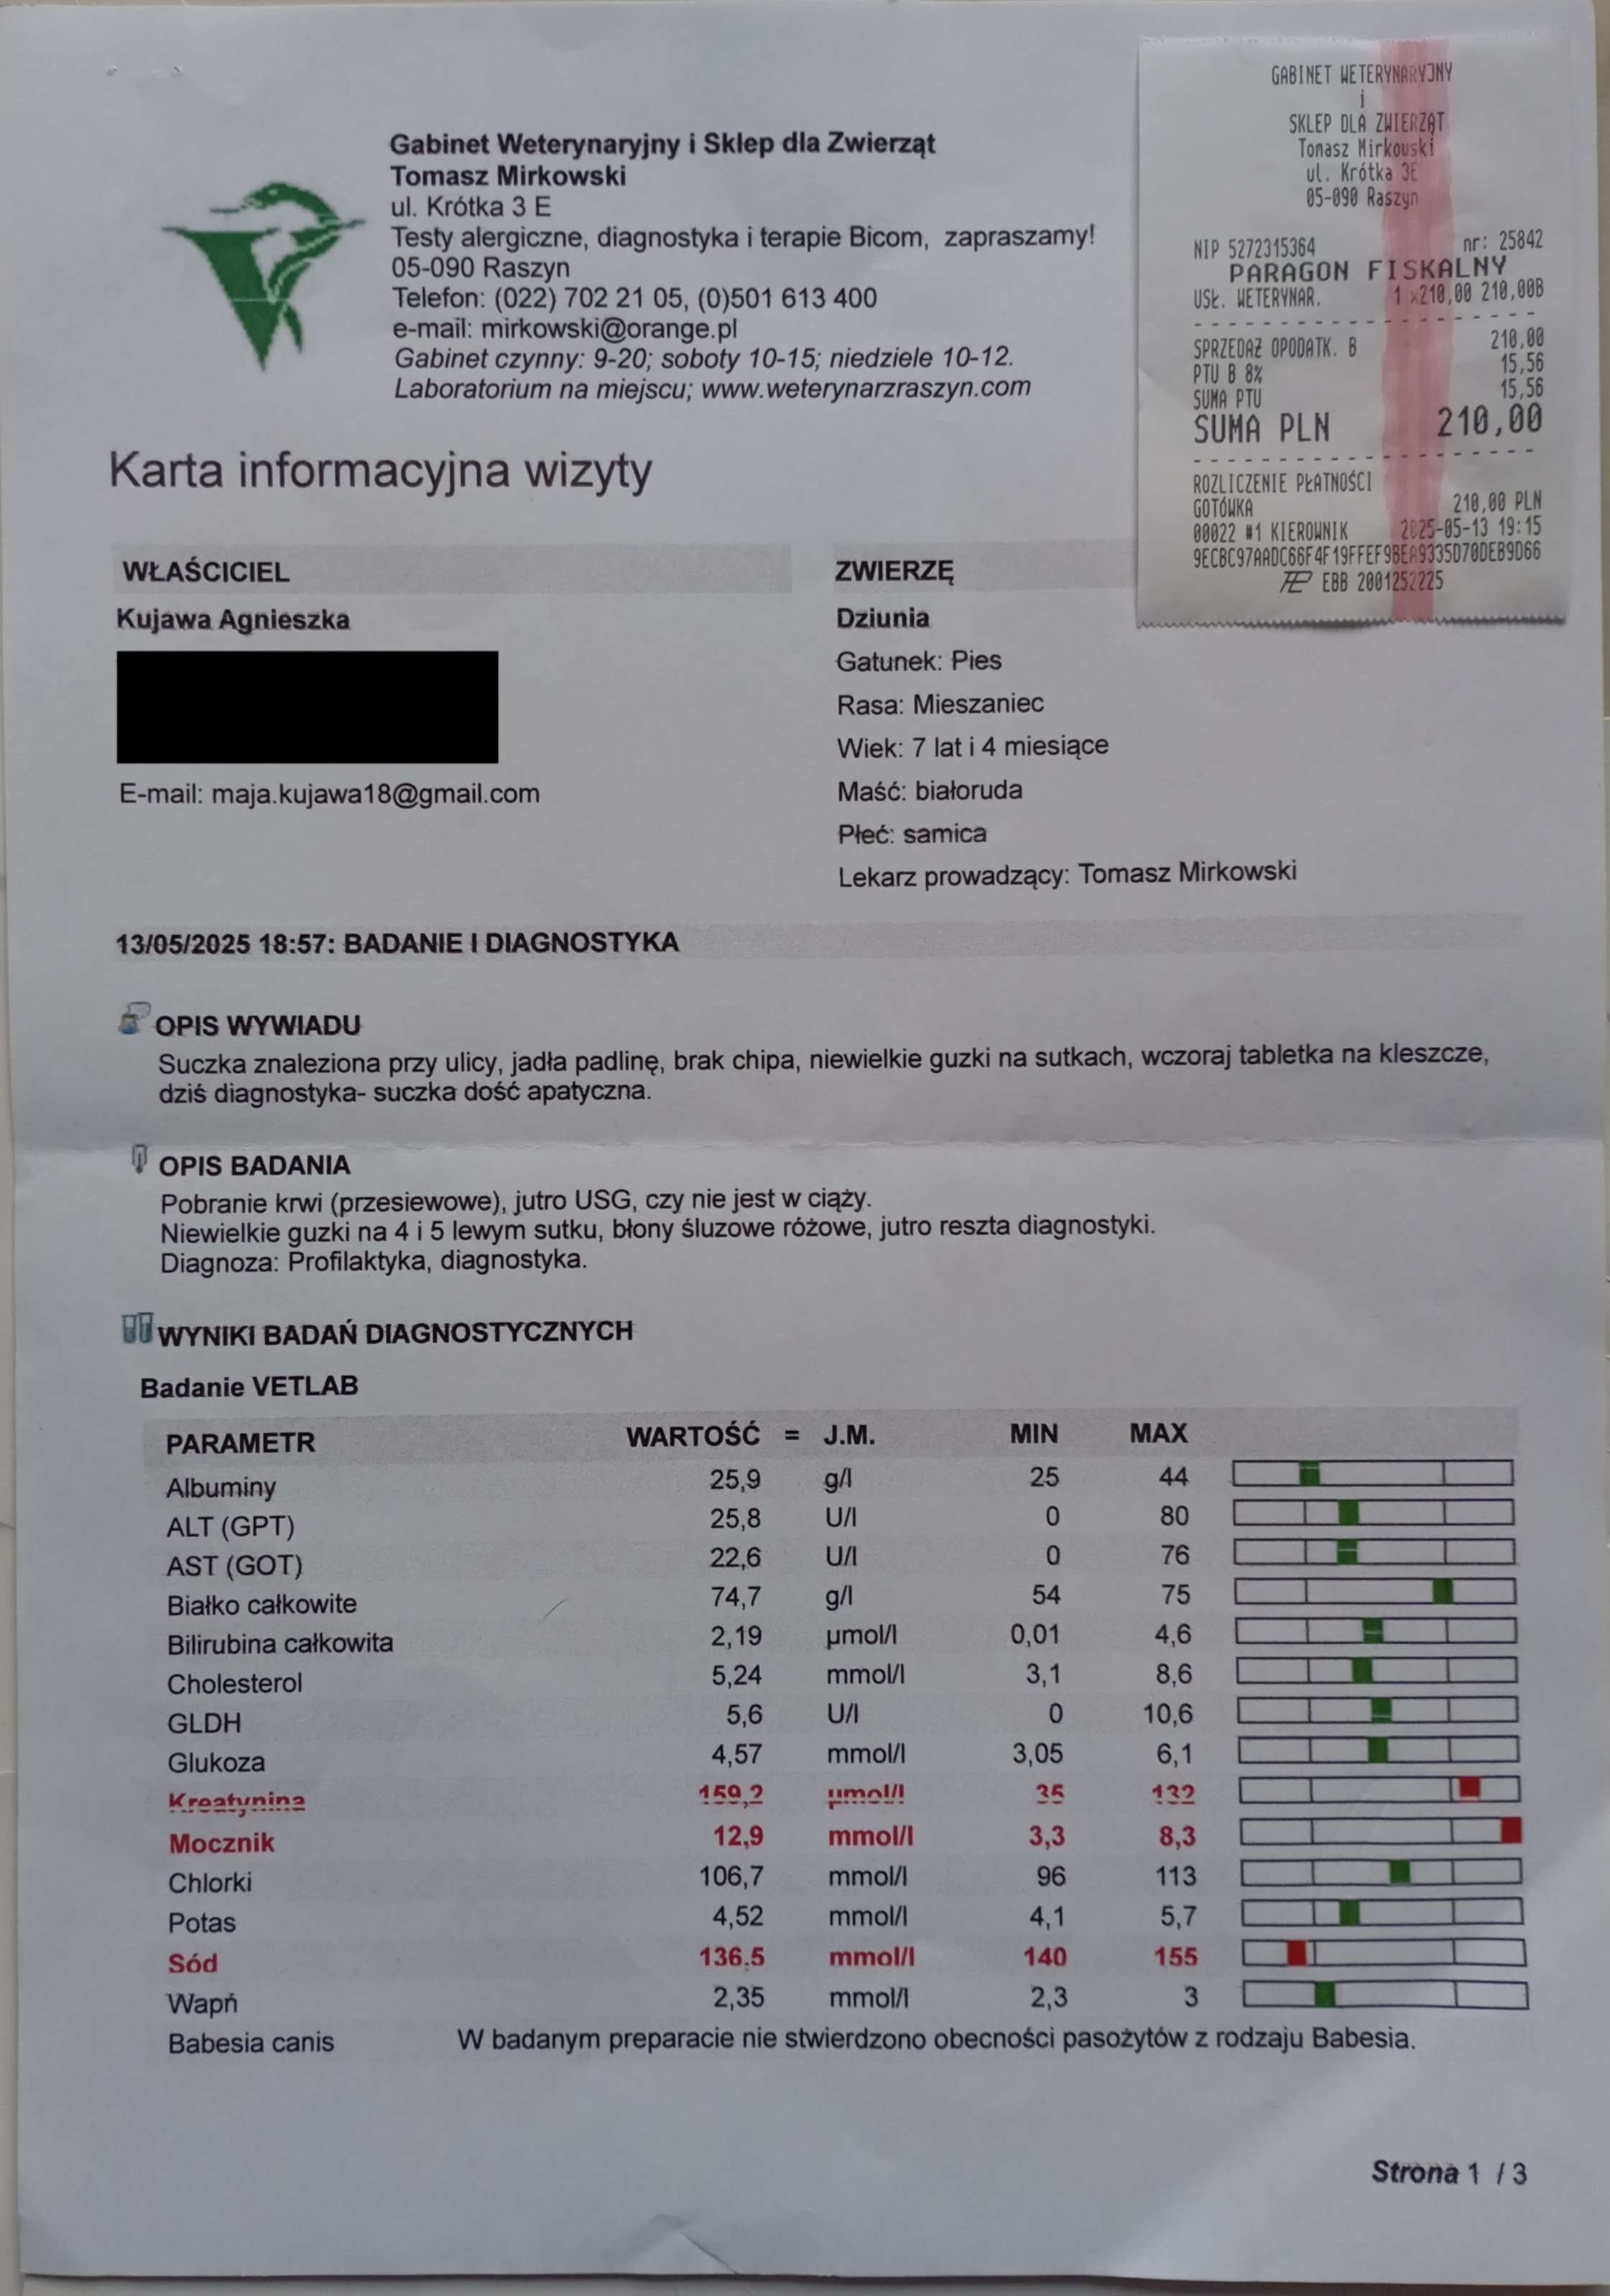 Gabinet Weterynaryjny i Sklep dla Zwierząt
Tomasz Mirkowski
ul. Krótka 3 E
Testy alergiczne, diagnostyka i terapie Bicom, zapraszamy!
05-090 Raszyn
Telefon: (022) 702 21 05, (0)501 613 400
e-mail: mirkowski@orange.pl
Gabinet czynny: 9-20; soboty 10-15; niedziele 10-12.
Laboratorium na miejscu; www.weterynarzraszyn.com
GABINET WETERYNARYJNY
i
SKLEP DLA ZWIERZĄT
Tomasz Mirkowski
ul. Krótka 3E
05-090 Raszyn
NIP 5272315364 nr: 25842
PARAGON FISKALNY
USŁ. WETERYNAR. 1 x210,00 210,00B
SPRZEDAŻ OPODATK. B 210,00
PTU B 8% 15,56
SUMA PTU 15,56
SUMA PLN 210,00
ROZLICZENIE PŁATNOŚCI
GOTÓWKA 210,00 PLN
00022 #1 KIEROWNIK 2025-05-13 19:15
9ECBC97AADC66F4F19FFEF9BEA9335D70DEB9D66
EBB 2001252225
Karta informacyjna wizyty
WŁAŚCICIEL
Kujawa Agnieszka
E-mail: maja.kujawa18@gmail.com
ZWIERZĘ
Dziunia
Gatunek: Pies
Rasa: Mieszaniec
Wiek: 7 lat i 4 miesiące
Maść: białoruda
Płeć: samica
Lekarz prowadzący: Tomasz Mirkowski
13/05/2025 18:57: BADANIE I DIAGNOSTYKA
OPIS WYWIADU
Suczka znaleziona przy ulicy, jadła padlinę, brak chipa, niewielkie guzki na sutkach, wczoraj tabletka na kleszcze,
dziś diagnostyka- suczka dość apatyczna.
OPIS BADANIA
Pobranie krwi (przesiewowe), jutro USG, czy nie jest w ciąży.
Niewielkie guzki na 4 i 5 lewym sutku, błony śluzowe różowe, jutro reszta diagnostyki.
Diagnoza: Profilaktyka, diagnostyka.
WYNIKI BADAŃ DIAGNOSTYCZNYCH
Badanie VETLAB
PARAMETR WARTOŚĆ = J.M. MIN MAX
Albuminy 25,9 g/l 25 44
ALT (GPT) 25,8 U/l 0 80
AST (GOT) 22,6 U/l 0 76
Białko całkowite 74,7 g/l 54 75
Bilirubina całkowita 2,19 µmol/l 0,01 4,6
Cholesterol 5,24 mmol/l 3,1 8,6
GLDH 5,6 U/l 0 10,6
Glukoza 4,57 mmol/l 3,05 6,1
Kreatynina 159,2 µmol/l 35 132
Mocznik 12,9 mmol/l 3,3 8,3
Chlorki 106,7 mmol/l 96 113
Potas 4,52 mmol/l 4,1 5,7
Sód 136,5 mmol/l 140 155
Wapń 2,35 mmol/l 2,3 3
Babesia canis W badanym preparacie nie stwierdzono obecności pasożytów z rodzaju Babesia.
Strona 1 / 3